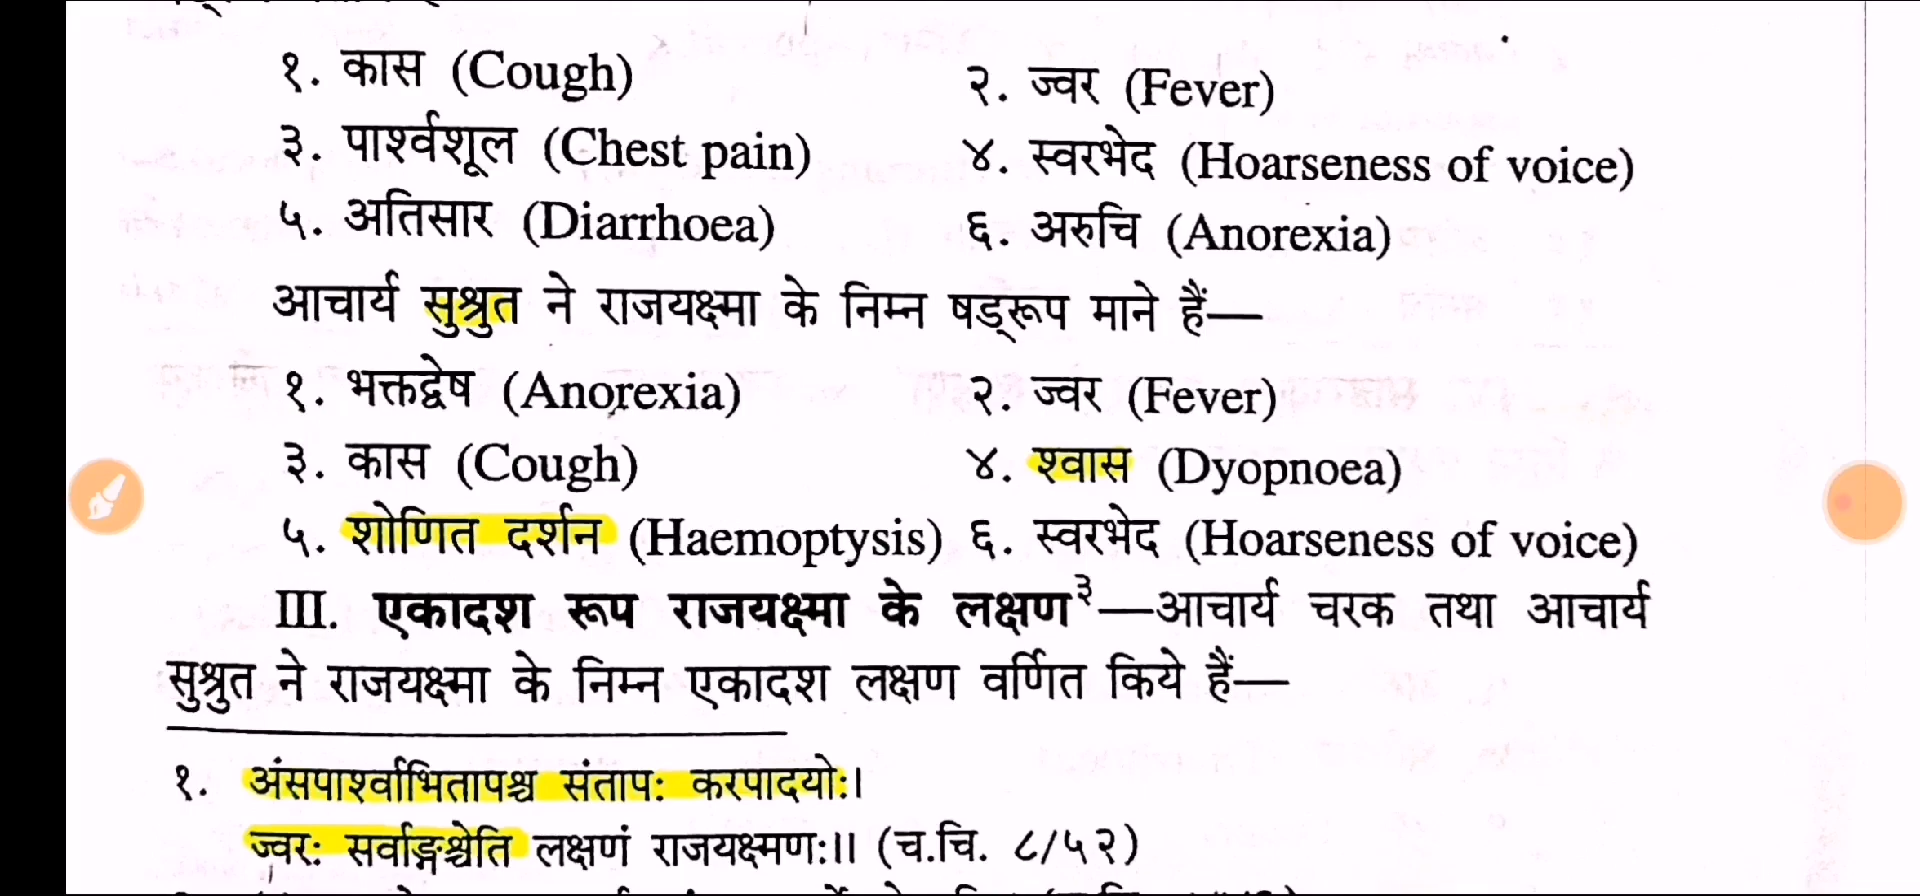 १. कास (Cough) २. ज्वर (Fever)
३. पार्श्वशूल (Chest pain) ४. स्वरभेद (Hoarseness of voice)
५. अतिसार (Diarrhoea) ६. अरुचि (Anorexia)
आचार्य सुश्रुत ने राजयक्ष्मा के निम्न षड्रूप माने हैं—
१. भक्तद्वेष (Anorexia) २. ज्वर (Fever)
३. कास (Cough) ४. श्वास (Dyopnoea)
५. शोणित दर्शन (Haemoptysis) ६. स्वरभेद (Hoarseness of voice)
III. एकादश रूप राजयक्ष्मा के लक्षण³—आचार्य चरक तथा आचार्य
सुश्रुत ने राजयक्ष्मा के निम्न एकादश लक्षण वर्णित किये हैं—
१. अंसपार्श्वाभितापश्च संतापः करपादयोः।
ज्वरः सर्वाङ्गश्चेति लक्षणं राजयक्ष्मणः।। (च.चि. ८/५२)